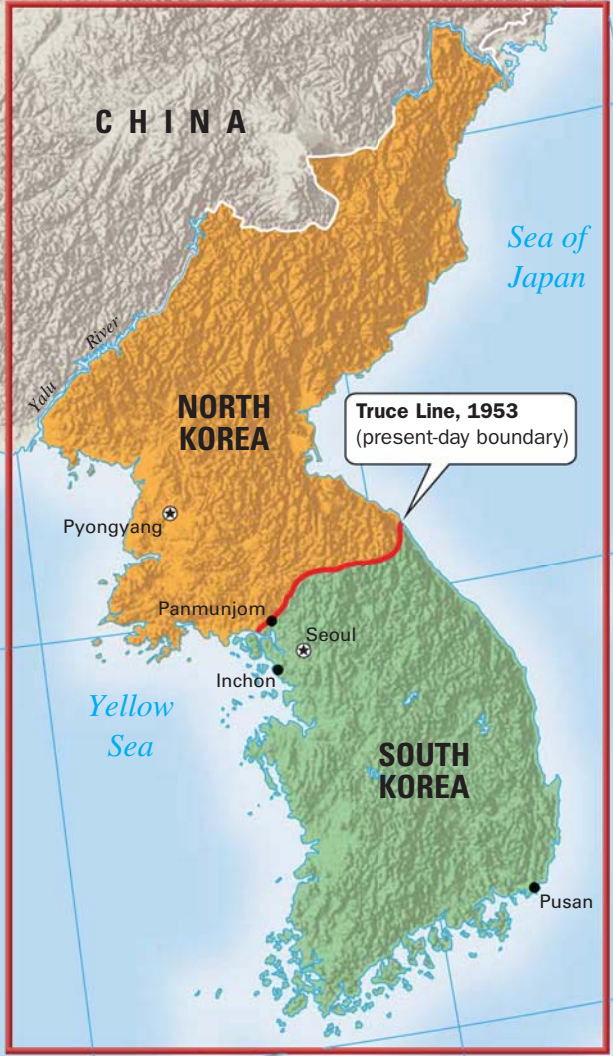 CHINA
Sea of
Japan
Yalu River
NORTH
KOREA
Truce Line, 1953
(present-day boundary)
Pyongyang
Panmunjom
Seoul
Inchon
Yellow
Sea
SOUTH
KOREA
Pusan